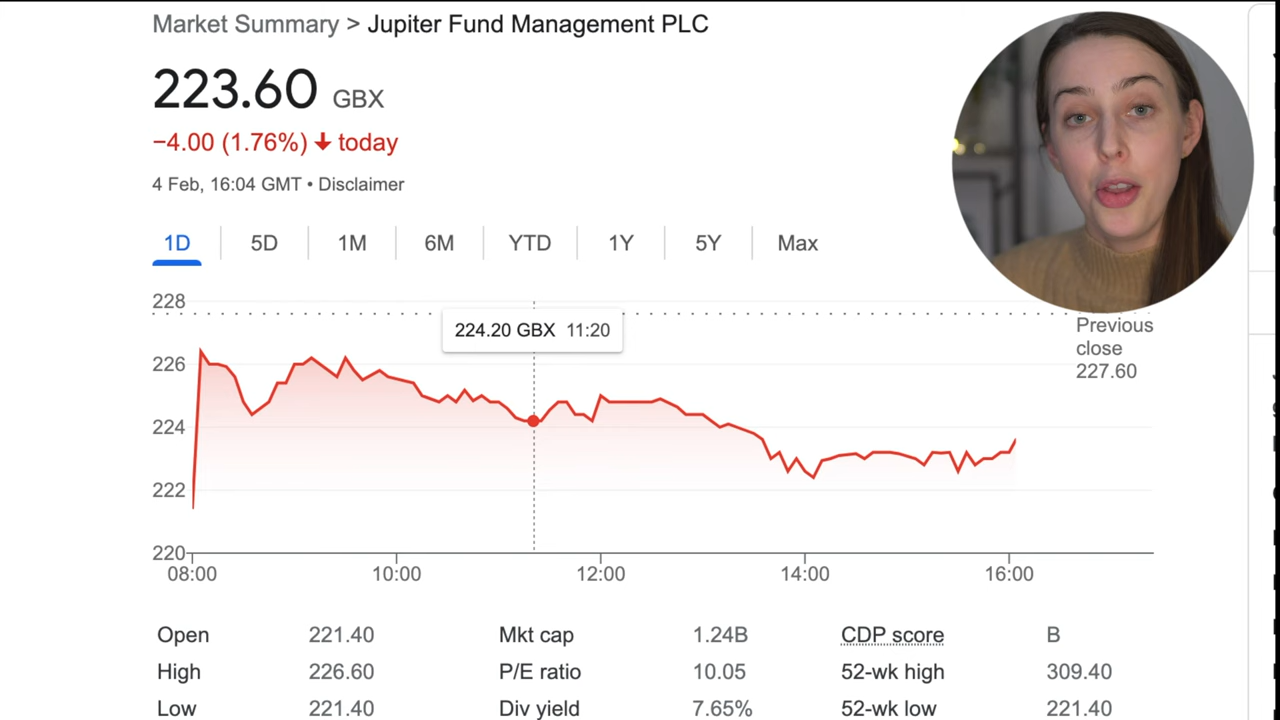 Market Summary > Jupiter Fund Management PLC
223.60 GBX
−4.00 (1.76%) ↓ today
4 Feb, 16:04 GMT • Disclaimer
1D 5D 1M 6M YTD 1Y 5Y Max
228
224.20 GBX 11:20
Previous
close
227.60
226
224
222
220
08:00 10:00 12:00 14:00 16:00
Open 221.40 Mkt cap 1.24B CDP score B
High 226.60 P/E ratio 10.05 52-wk high 309.40
Low 221.40 Div yield 7.65% 52-wk low 221.40